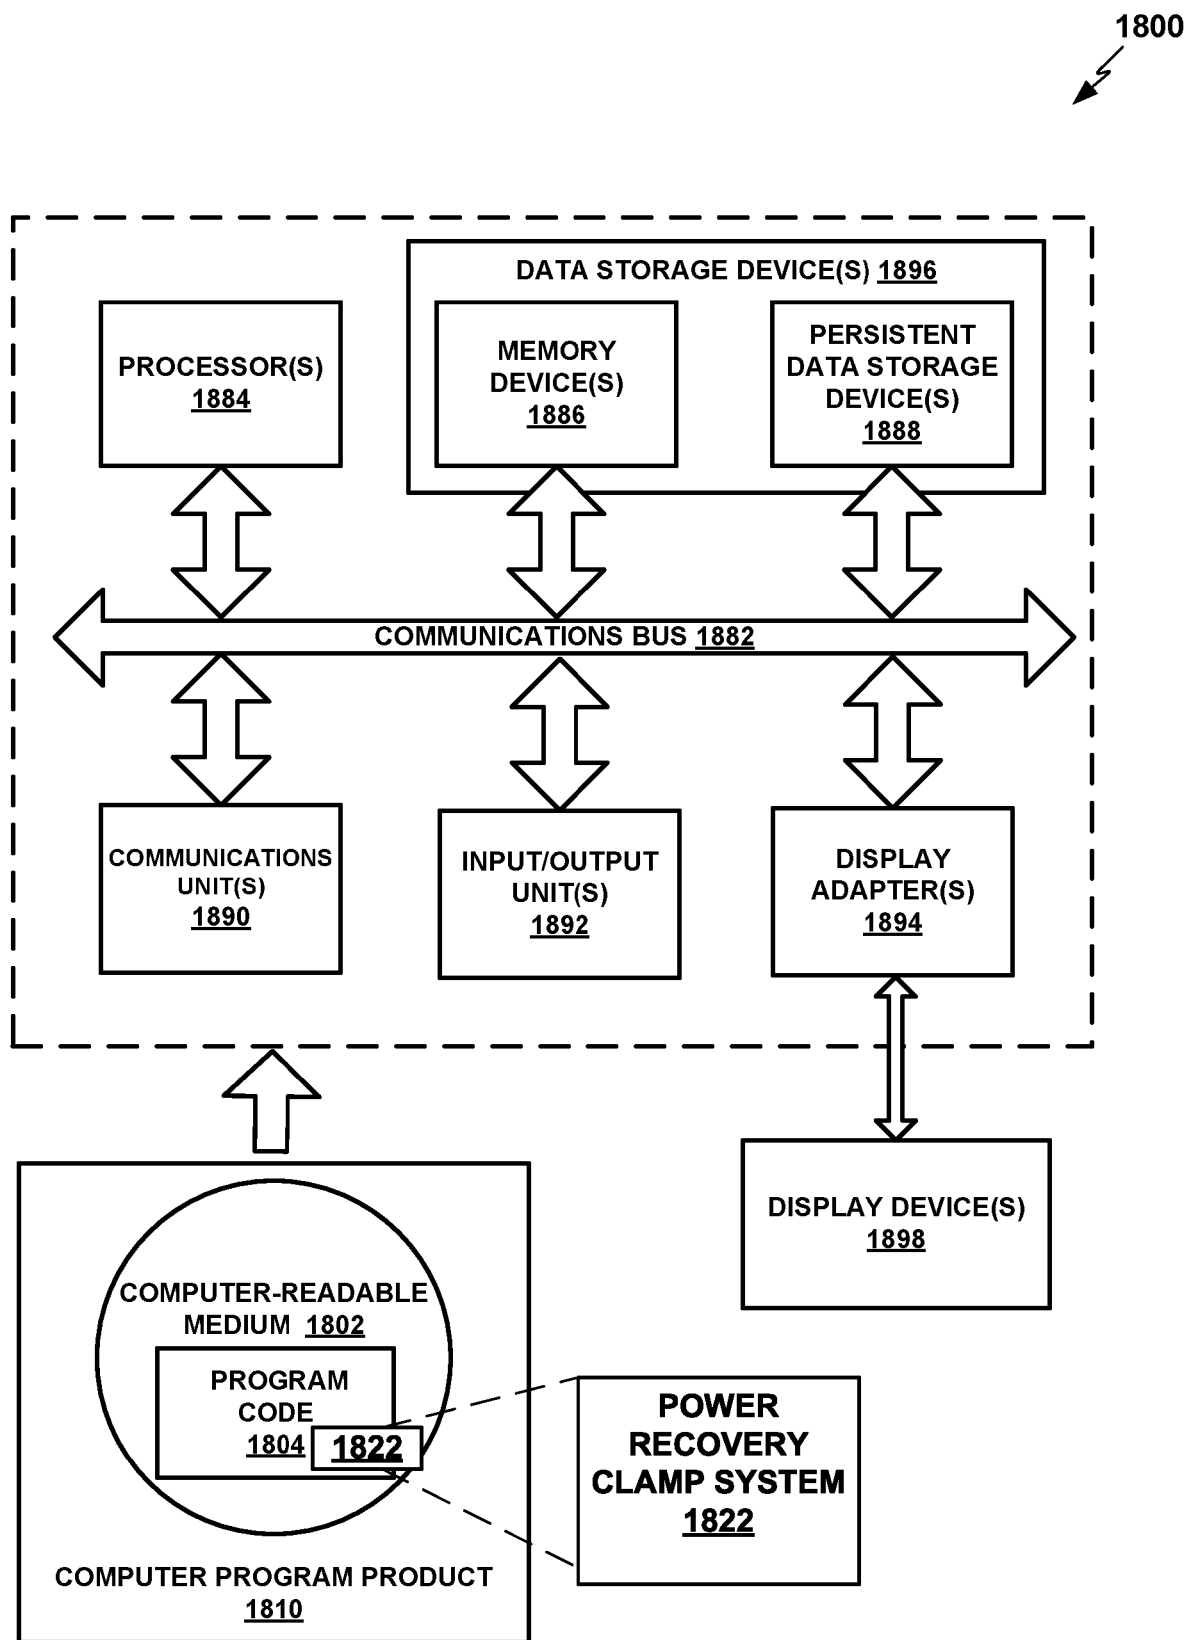 1800
DATA STORAGE DEVICE(S) 1896
PROCESSOR(S)
1884
MEMORY
DEVICE(S)
1886
PERSISTENT
DATA STORAGE
DEVICE(S)
1888
COMMUNICATIONS BUS 1882
COMMUNICATIONS
UNIT(S)
1890
INPUT/OUTPUT
UNIT(S)
1892
DISPLAY
ADAPTER(S)
1894
DISPLAY DEVICE(S)
1898
COMPUTER-READABLE
MEDIUM 1802
PROGRAM
CODE
1804
1822
POWER
RECOVERY
CLAMP SYSTEM
1822
COMPUTER PROGRAM PRODUCT
1810